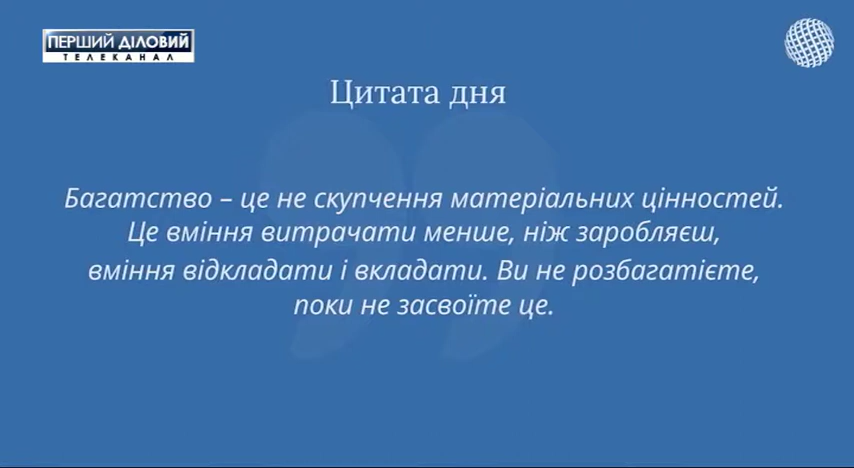 ПЕРШИЙ ДІЛОВИЙ
ТЕЛЕКАНАЛ
Цитата дня
Багатство – це не скупчення матеріальних цінностей.
Це вміння витрачати менше, ніж заробляєш,
вміння відкладати і вкладати. Ви не розбагатієте,
поки не засвоїте це.